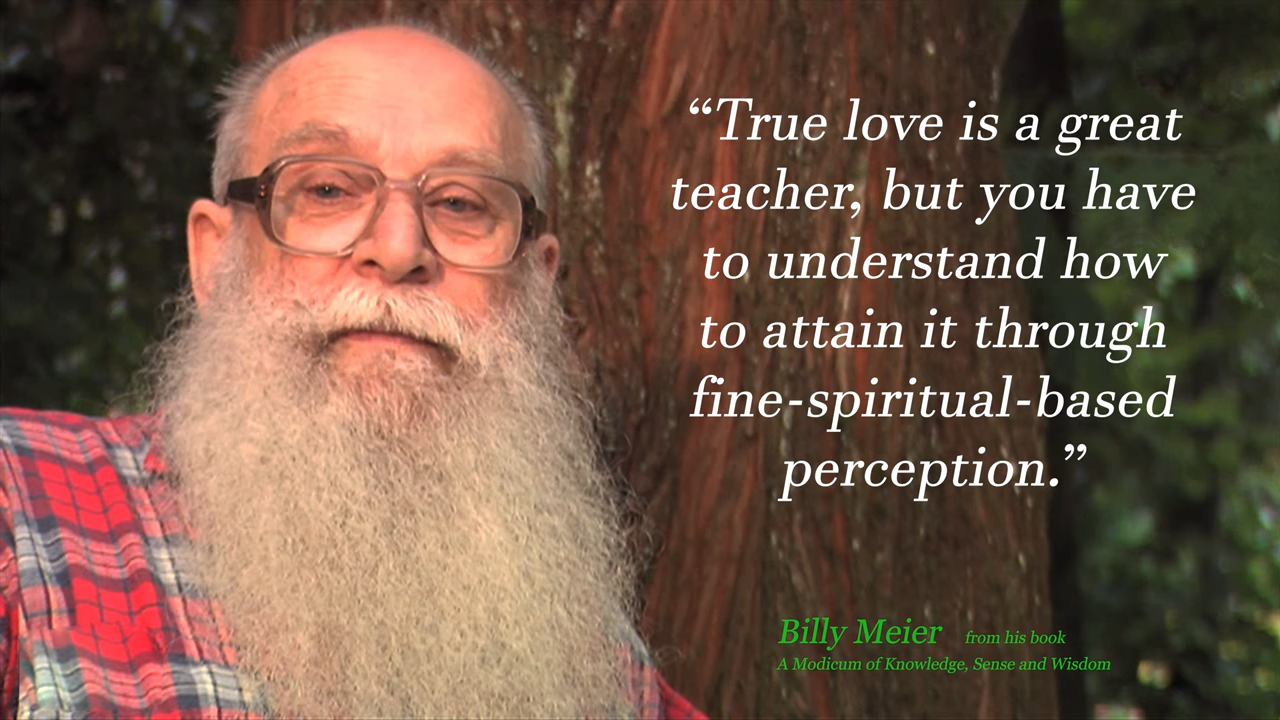 “True love is a great
teacher, but you have
to understand how
to attain it through
fine-spiritual-based
perception.”
Billy Meier from his book
A Modicum of Knowledge, Sense and Wisdom